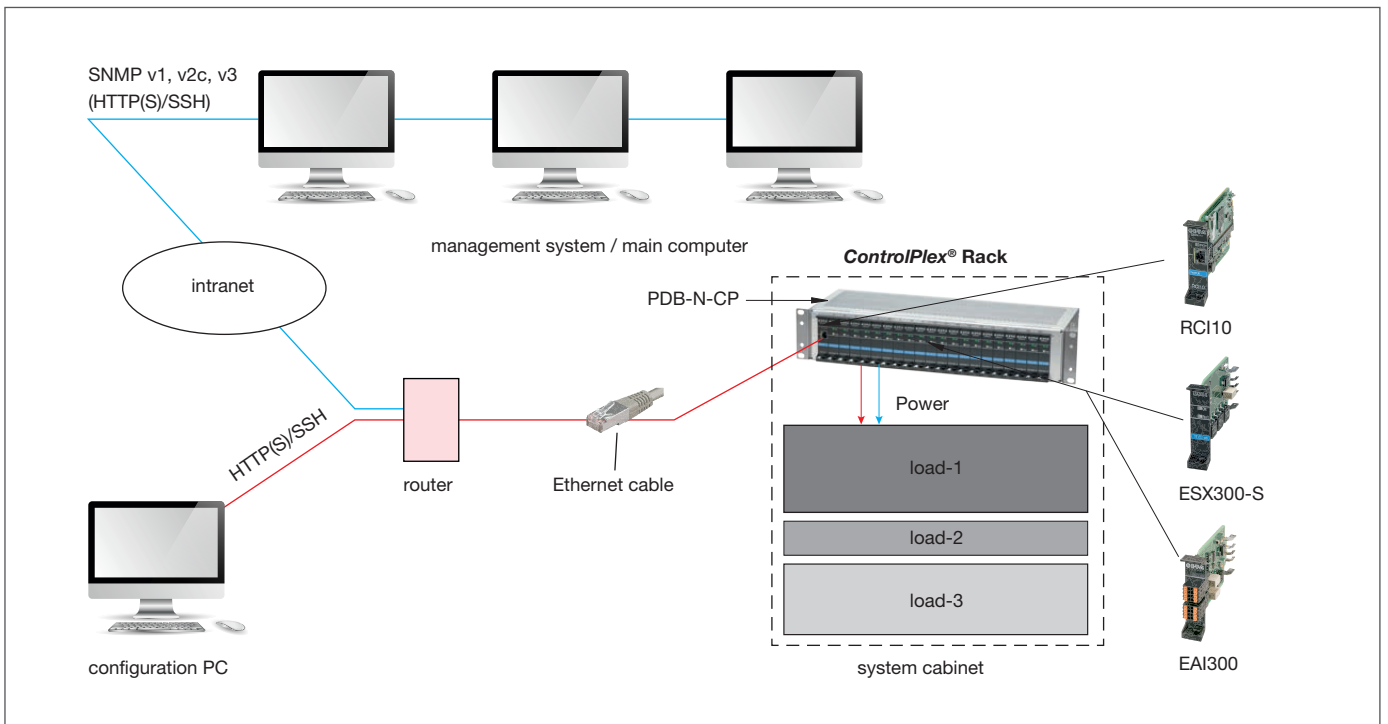 SNMP v1, v2c, v3
(HTTP(S)/SSH)
management system / main computer
intranet
ControlPlex® Rack
PDB-N-CP
RCI10
HTTP(S)/SSH
router
Ethernet cable
Power
load-1
load-2
load-3
ESX300-S
EAI300
configuration PC
system cabinet